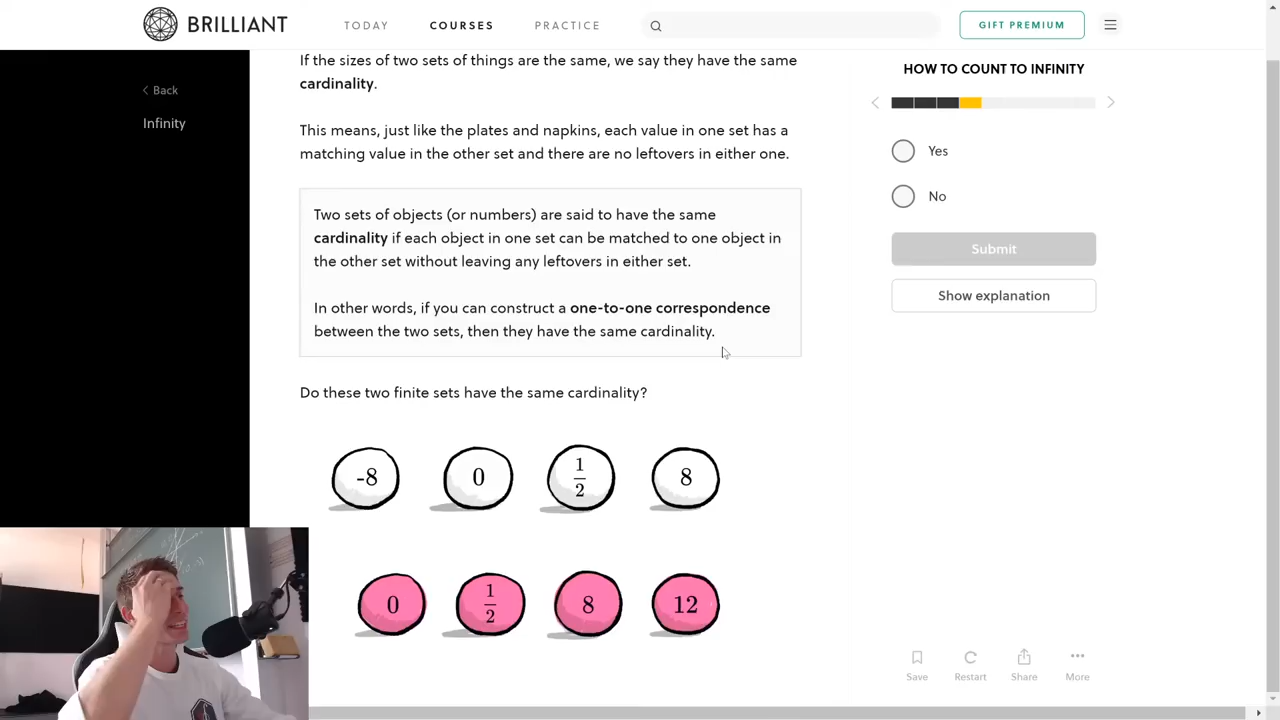 BRILLIANT
TODAY
COURSES
PRACTICE
GIFT PREMIUM
Back
Infinity
If the sizes of two sets of things are the same, we say they have the same
cardinality.
This means, just like the plates and napkins, each value in one set has a
matching value in the other set and there are no leftovers in either one.
Two sets of objects (or numbers) are said to have the same
cardinality if each object in one set can be matched to one object in
the other set without leaving any leftovers in either set.
In other words, if you can construct a one-to-one correspondence
between the two sets, then they have the same cardinality.
Do these two finite sets have the same cardinality?
-8 0 1/2 8
0 1/2 8 12
HOW TO COUNT TO INFINITY
Yes
No
Submit
Show explanation
Save Restart Share More